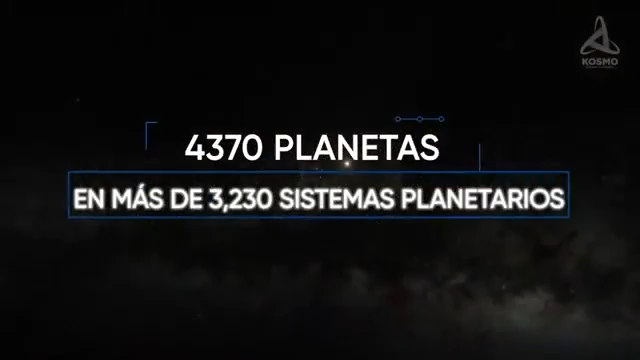 KOSMO
4370 PLANETAS
EN MÁS DE 3,230 SISTEMAS PLANETARIOS